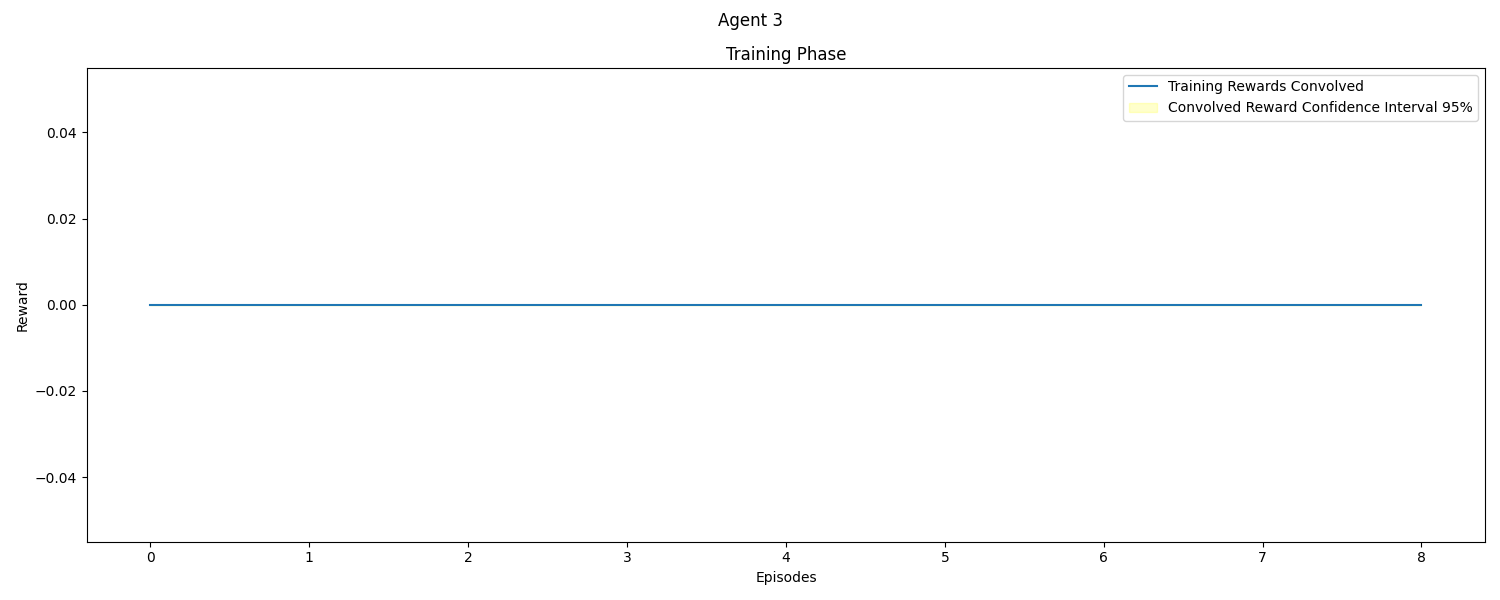 Agent 3
Training Phase
Training Rewards Convolved
Convolved Reward Confidence Interval 95%
0.04
0.02
0.00
−0.02
−0.04
Reward
0 1 2 3 4 5 6 7 8
Episodes